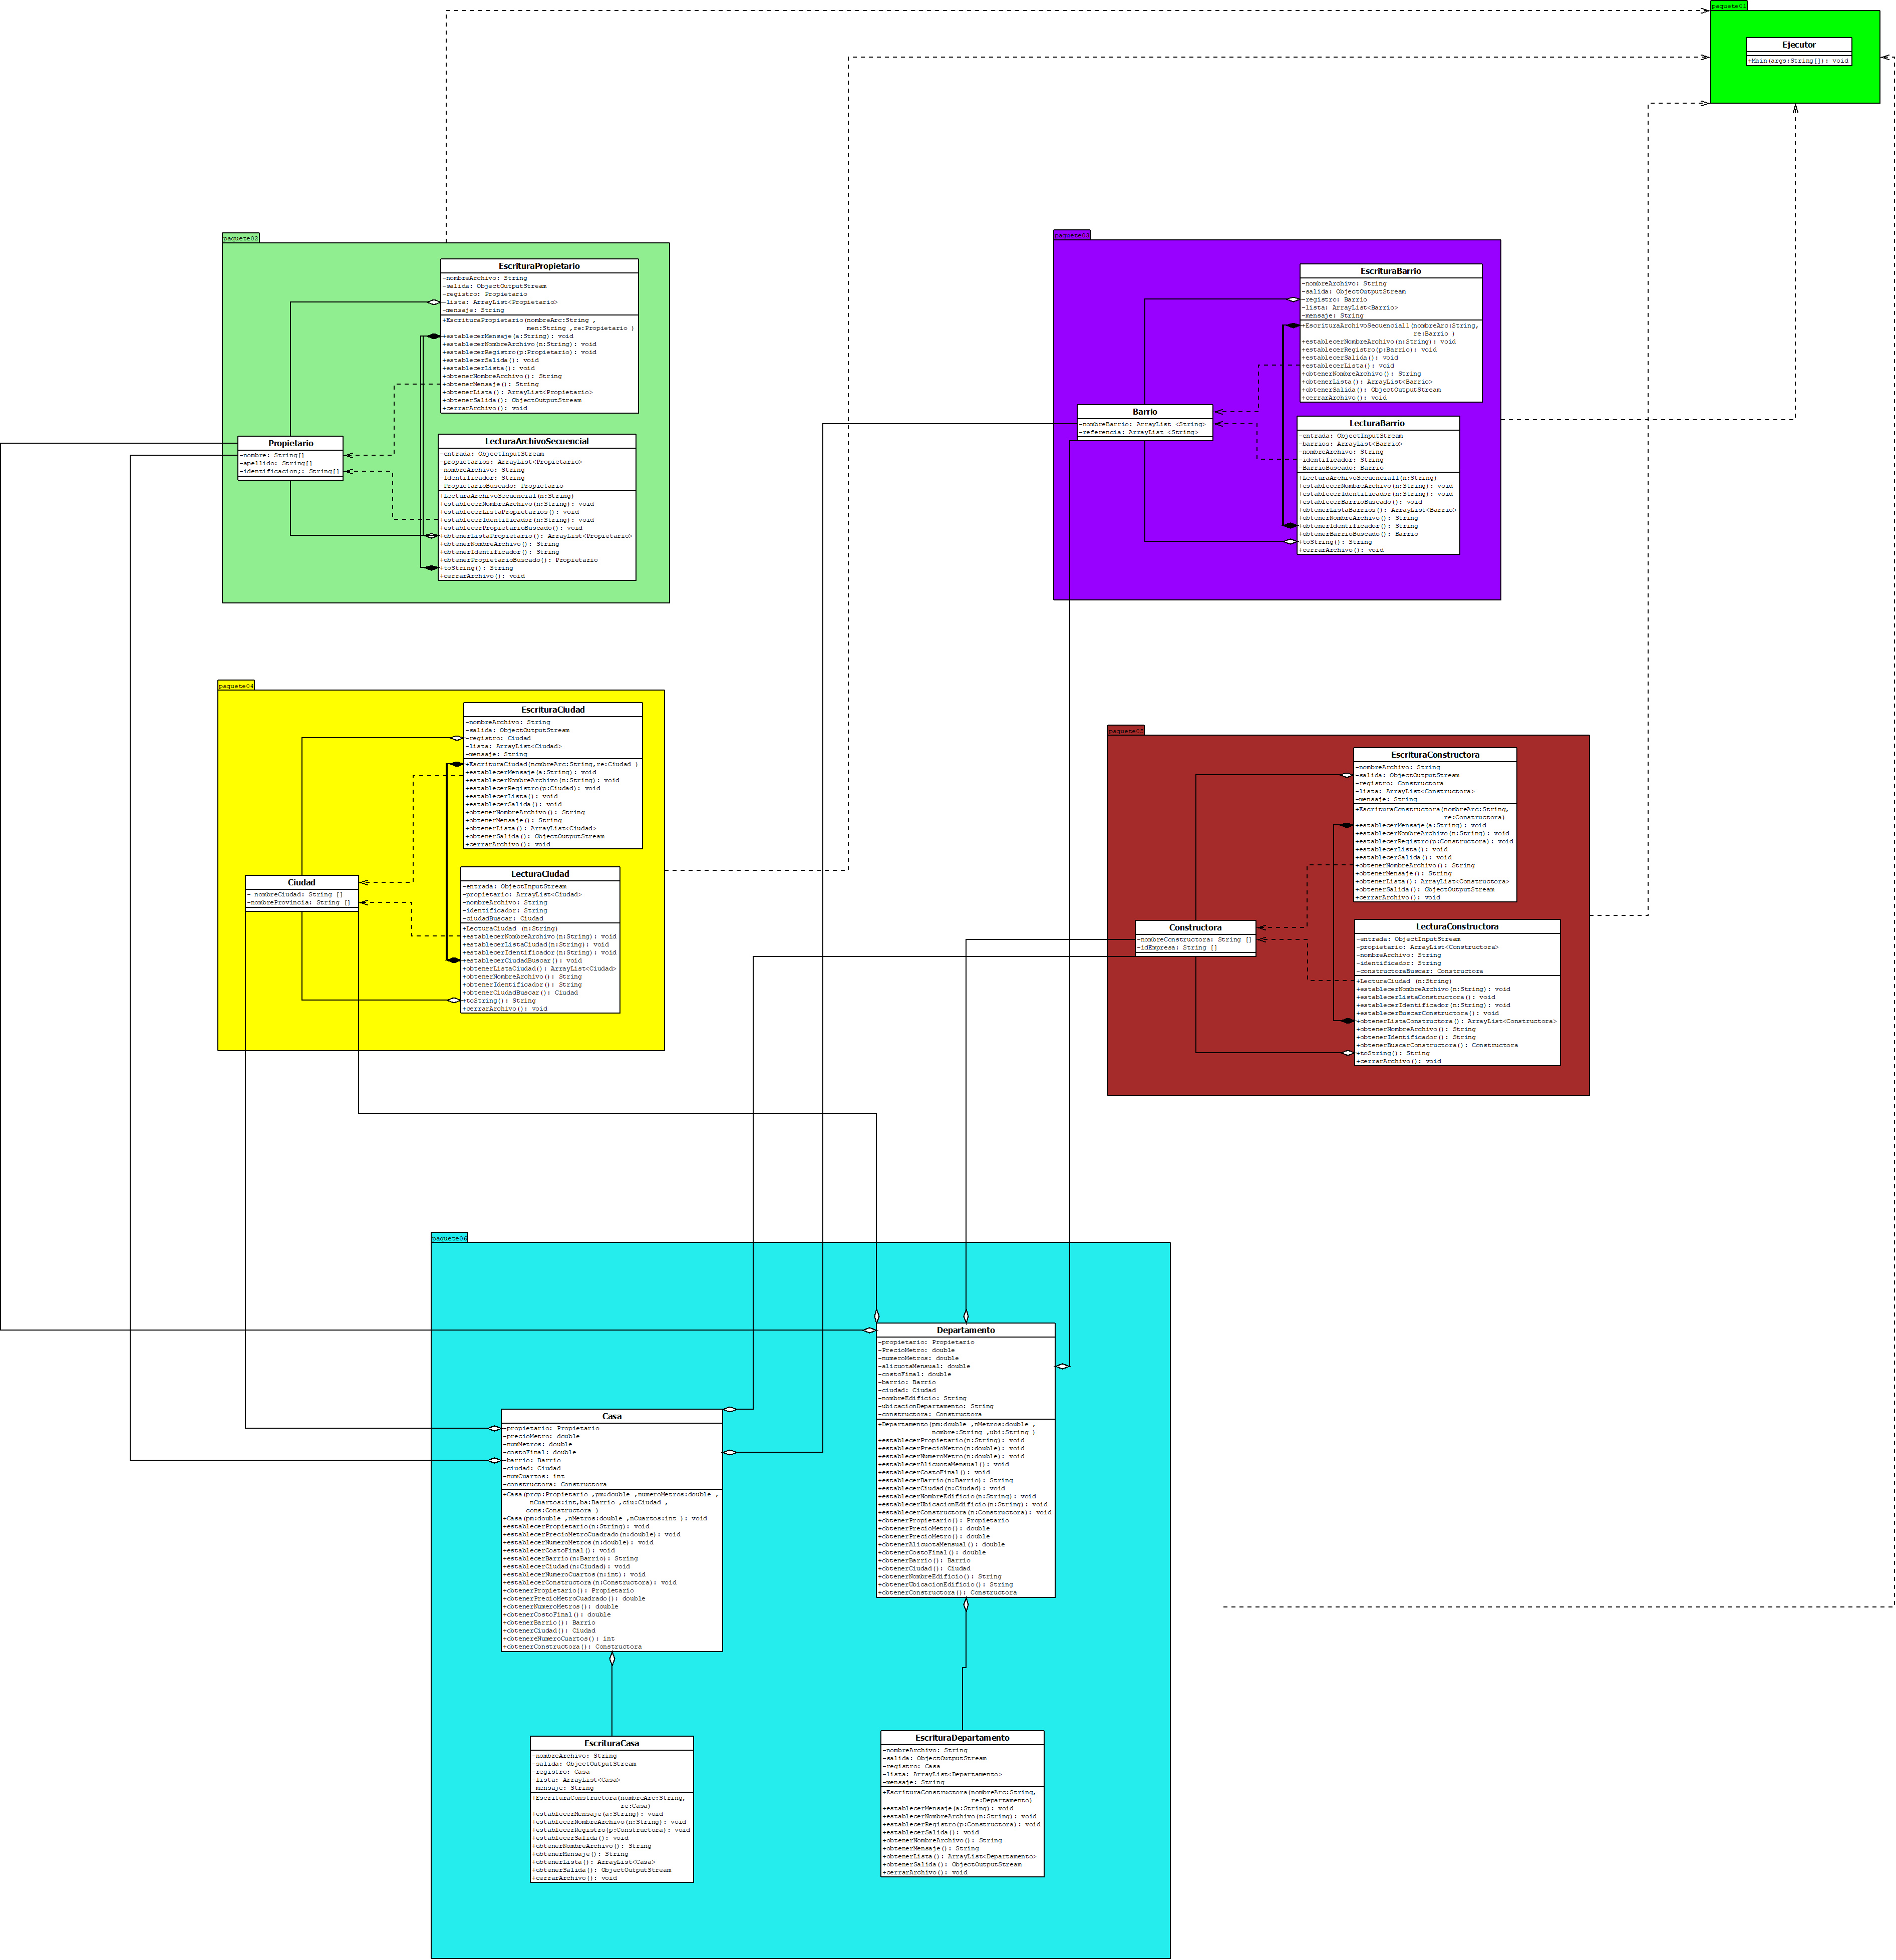 paquete01
Ejecutor
+Main(args:String[]): void
paquete02
EscrituraPropietario
-nombreArchivo: String
-salida: ObjectOutputStream
-registro: Propietario
-lista: ArrayList<Propietario>
-mensaje: String
+EscrituraPropietario(nombreArc:String ,
men:String ,re:Propietario )
+establecerMensaje(a:String): void
+establecerNombreArchivo(n:String): void
+establecerRegistro(p:Propietario): void
+establecerSalida(): void
+establecerLista(): void
+obtenerNombreArchivo(): String
+obtenerMensaje(): String
+obtenerLista(): ArrayList<Propietario>
+obtenerSalida(): ObjectOutputStream
+cerrarArchivo(): void
Propietario
-nombre: String[]
-apellido: String[]
-identificacion;: String[]
LecturaArchivoSecuencial
-entrada: ObjectInputStream
-propietarios: ArrayList<Propietario>
-nombreArchivo: String
-Identificador: String
-PropietarioBuscado: Propietario
+LecturaArchivoSecuencial(n:String)
+establecerNombreArchivo(n:String): void
+establecerListaPropietarios(): void
+establecerIdentificador(n:String): void
+establecerPropietarioBuscado(): void
+obtenerListaPropietario(): ArrayList<Propietario>
+obtenerNombreArchivo(): String
+obtenerIdentificador(): String
+obtenerPropietarioBuscado(): Propietario
+toString(): String
+cerrarArchivo(): void
paquete03
EscrituraBarrio
-nombreArchivo: String
-salida: ObjectOutputStream
-registro: Barrio
-lista: ArrayList<Barrio>
-mensaje: String
+EscrituraArchivoSecuencial1(nombreArc:String,
re:Barrio )
+establecerNombreArchivo(n:String): void
+establecerRegistro(p:Barrio): void
+establecerSalida(): void
+establecerLista(): void
+obtenerNombreArchivo(): String
+obtenerLista(): ArrayList<Barrio>
+obtenerSalida(): ObjectOutputStream
+cerrarArchivo(): void
Barrio
-nombreBarrio: ArrayList <String>
-referencia: ArrayList <String>
LecturaBarrio
-entrada: ObjectInputStream
-barrios: ArrayList<Barrio>
-nombreArchivo: String
-identificador: String
-BarrioBuscado: Barrio
+LecturaArchivoSecuencial1(n:String)
+establecerNombreArchivo(n:String): void
+establecerIdentificador(n:String): void
+establecerBarrioBuscado(): void
+obtenerListaBarrios(): ArrayList<Barrio>
+obtenerNombreArchivo(): String
+obtenerIdentificador(): String
+obtenerBarrioBuscado(): Barrio
+toString(): String
+cerrarArchivo(): void
paquete04
EscrituraCiudad
-nombreArchivo: String
-salida: ObjectOutputStream
-registro: Ciudad
-lista: ArrayList<Ciudad>
-mensaje: String
+EscrituraCiudad(nombreArc:String,re:Ciudad )
+establecerMensaje(a:String): void
+establecerNombreArchivo(n:String): void
+establecerRegistro(p:Ciudad): void
+establecerLista(): void
+establecerSalida(): void
+obtenerNombreArchivo(): String
+obtenerMensaje(): String
+obtenerLista(): ArrayList<Ciudad>
+obtenerSalida(): ObjectOutputStream
+cerrarArchivo(): void
Ciudad
- nombreCiudad: String []
-nombreProvincia: String []
LecturaCiudad
-entrada: ObjectInputStream
-propietario: ArrayList<Ciudad>
-nombreArchivo: String
-identificador: String
-ciudadBuscar: Ciudad
+LecturaCiudad (n:String)
+establecerNombreArchivo(n:String): void
+establecerListaCiudad(n:String): void
+establecerIdentificador(n:String): void
+establecerCiudadBuscar(): void
+obtenerListaCiudad(): ArrayList<Ciudad>
+obtenerNombreArchivo(): String
+obtenerIdentificador(): String
+obtenerCiudadBuscar(): Ciudad
+toString(): String
+cerrarArchivo(): void
paquete05
EscrituraConstructora
-nombreArchivo: String
-salida: ObjectOutputStream
-registro: Constructora
-lista: ArrayList<Constructora>
-mensaje: String
+EscrituraConstructora(nombreArc:String,
re:Constructora)
+establecerMensaje(a:String): void
+establecerNombreArchivo(n:String): void
+establecerRegistro(p:Constructora): void
+establecerLista(): void
+establecerSalida(): void
+obtenerNombreArchivo(): String
+obtenerMensaje(): String
+obtenerLista(): ArrayList<Constructora>
+obtenerSalida(): ObjectOutputStream
+cerrarArchivo(): void
Constructora
-nombreConstructora: String []
-idEmpresa: String []
LecturaConstructora
-entrada: ObjectInputStream
-propietario: ArrayList<Constructora>
-nombreArchivo: String
-identificador: String
-constructoraBuscar: Constructora
+LecturaCiudad (n:String)
+establecerNombreArchivo(n:String): void
+establecerListaConstructora(): void
+establecerIdentificador(n:String): void
+establecerBuscarConstructora(): void
+obtenerListaConstructora(): ArrayList<Constructora>
+obtenerNombreArchivo(): String
+obtenerIdentificador(): String
+obtenerBuscarConstructora(): Constructora
+toString(): String
+cerrarArchivo(): void
paquete06
Departamento
-propietario: Propietario
-PrecioMetro: double
-numeroMetros: double
-alicuotaMensual: double
-costoFinal: double
-barrio: Barrio
-ciudad: Ciudad
-nombreEdificio: String
-ubicacionDepartamento: String
-constructora: Constructora
+Departamento(pm:double ,nMetros:double ,
nombre:String ,ubi:String )
+establecerPropietario(n:String): void
+establecerPrecioMetro(n:double): void
+establecerNumeroMetro(n:double): void
+establecerAlicuotaMensual(): void
+establecerCostoFinal(): void
+establecerBarrio(n:Barrio): String
+establecerCiudad(n:Ciudad): void
+establecerNombreEdificio(n:String): void
+establecerUbicacionEdificio(n:String): void
+establecerConstructora(n:Constructora): void
+obtenerPropietario(): Propietario
+obtenerPrecioMetro(): double
+obtenerPrecioMetro(): double
+obtenerAlicuotaMensual(): double
+obtenerCostoFinal(): double
+obtenerBarrio(): Barrio
+obtenerCiudad(): Ciudad
+obtenerNombreEdificio(): String
+obtenerUbicacionEdificio(): String
+obtenerConstructora(): Constructora
Casa
-propietario: Propietario
-precioMetro: double
-numMetros: double
-costoFinal: double
-barrio: Barrio
-ciudad: Ciudad
-numCuartos: int
-constructora: Constructora
+Casa(prop:Propietario ,pm:double ,numeroMetros:double ,
nCuartos:int,ba:Barrio ,ciu:Ciudad ,
cons:Constructora )
+Casa(pm:double ,nMetros:double ,nCuartos:int ): void
+establecerPropietario(n:String): void
+establecerPrecioMetroCuadrado(n:double): void
+establecerNumeroMetros(n:double): void
+establecerCostoFinal(): void
+establecerBarrio(n:Barrio): String
+establecerCiudad(n:Ciudad): void
+establecerNumeroCuartos(n:int): void
+establecerConstructora(n:Constructora): void
+obtenerPropietario(): Propietario
+obtenerPrecioMetroCuadrado(): double
+obtenerNumeroMetros(): double
+obtenerCostoFinal(): double
+obtenerBarrio(): Barrio
+obtenerCiudad(): Ciudad
+obtenereNumeroCuartos(): int
+obtenerConstructora(): Constructora
EscrituraCasa
-nombreArchivo: String
-salida: ObjectOutputStream
-registro: Casa
-lista: ArrayList<Casa>
-mensaje: String
+EscrituraConstructora(nombreArc:String,
re:Casa)
+establecerMensaje(a:String): void
+establecerNombreArchivo(n:String): void
+establecerRegistro(p:Constructora): void
+establecerSalida(): void
+obtenerNombreArchivo(): String
+obtenerMensaje(): String
+obtenerLista(): ArrayList<Casa>
+obtenerSalida(): ObjectOutputStream
+cerrarArchivo(): void
EscrituraDepartamento
-nombreArchivo: String
-salida: ObjectOutputStream
-registro: Casa
-lista: ArrayList<Departamento>
-mensaje: String
+EscrituraConstructora(nombreArc:String,
re:Departamento)
+establecerMensaje(a:String): void
+establecerNombreArchivo(n:String): void
+establecerRegistro(p:Constructora): void
+establecerSalida(): void
+obtenerNombreArchivo(): String
+obtenerMensaje(): String
+obtenerLista(): ArrayList<Departamento>
+obtenerSalida(): ObjectOutputStream
+cerrarArchivo(): void